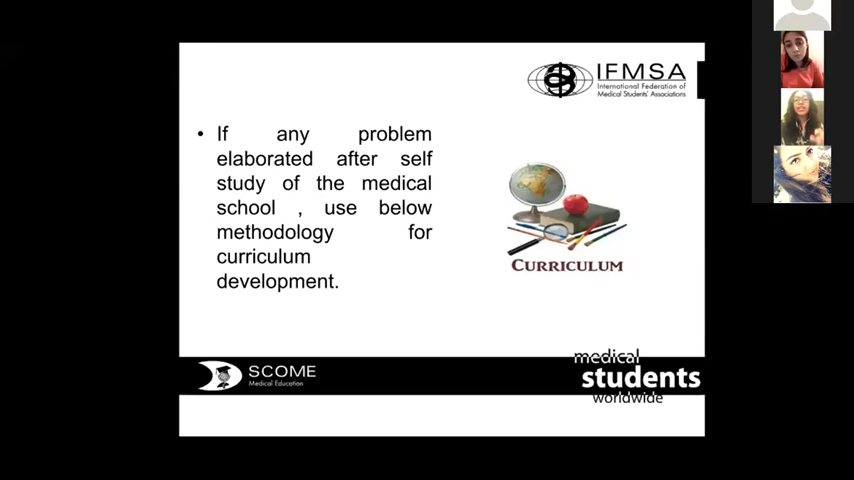 IFMSA
International Federation of
Medical Students' Associations
• If any problem
elaborated after self
study of the medical
school , use below
methodology for
curriculum
development.
CURRICULUM
SCOME
Medical Education
medical
students
worldwide